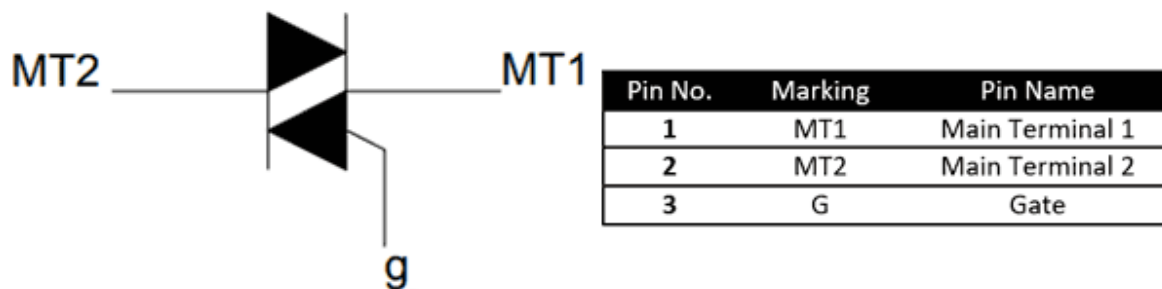 MT2
MT1
g
Pin No. Marking Pin Name
1 MT1 Main Terminal 1
2 MT2 Main Terminal 2
3 G Gate